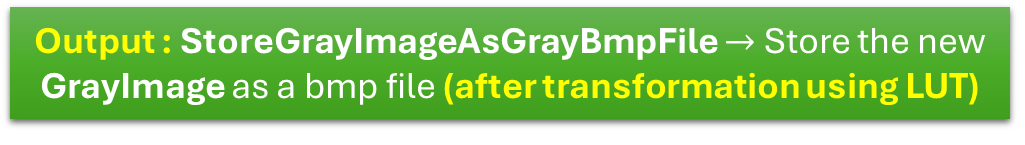 Output : StoreGrayImageAsGrayBmpFile → Store the new
GrayImage as a bmp file (after transformation using LUT)